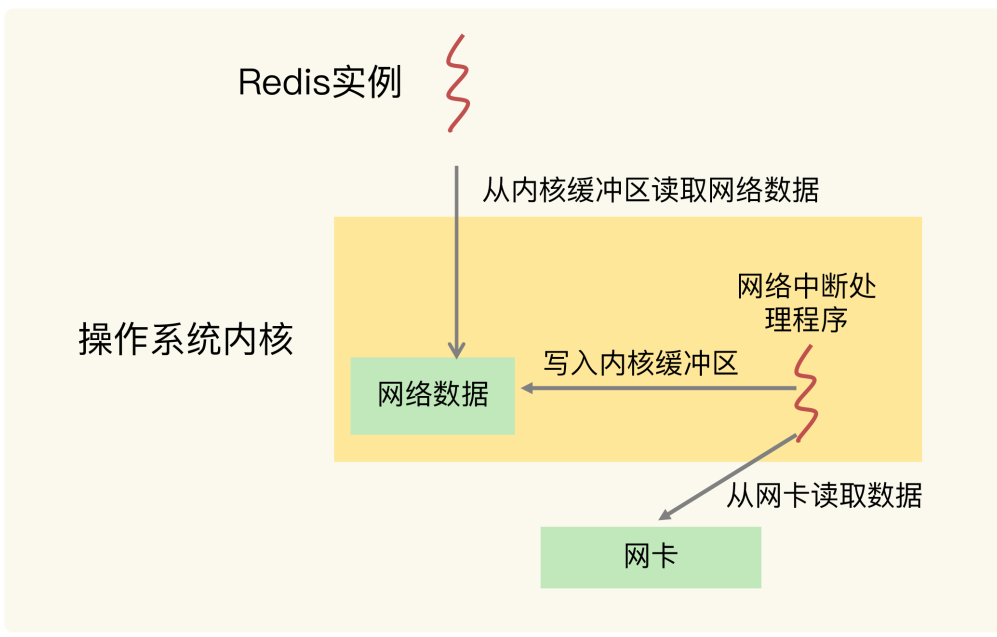 Redis实例
从内核缓冲区读取网络数据
网络中断处
理程序
操作系统内核
写入内核缓冲区
网络数据
从网卡读取数据
网卡